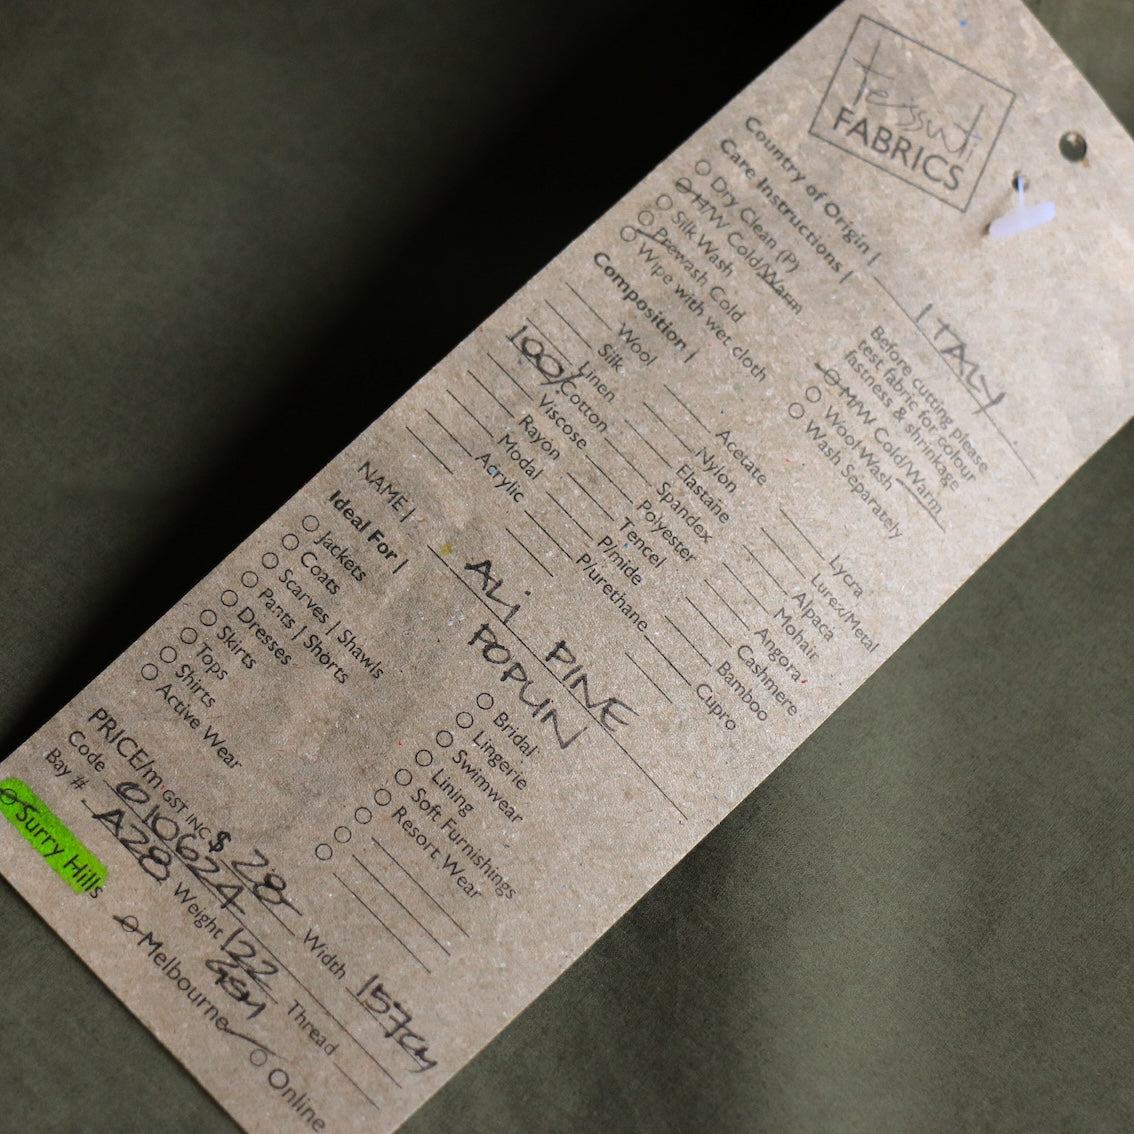 tessuti
FABRICS
Country of Origin | ITALY
Care Instructions |
Dry Clean (P)
H/W Cold/Warm
Silk Wash
Prewash Cold
Wipe with wet cloth
Before cutting please
test fabric for colour
fastness & shrinkage
M/W Cold/Warm
Wool Wash
Wash Separately
Composition |
Wool
Silk
Linen
100% Cotton
Viscose
Rayon
Modal
Acrylic
Acetate
Nylon
Elastane
Spandex
Polyester
Tencel
P/mide
P/urethane
Lycra
Lurex/Metal
Alpaca
Mohair
Angora
Cashmere
Bamboo
Cupro
NAME | ALI PINE
POPLIN
Ideal For |
Jackets
Coats
Scarves | Shawls
Pants | Shorts
Dresses
Skirts
Tops
Shirts
Active Wear
Bridal
Lingerie
Swimwear
Lining
Soft Furnishings
Resort Wear
PRICE/m GST INC $ 28- Width 157cm
Code 010624 Weight 122 GSM Thread
Bay # A28
Surry Hills
Melbourne
Online